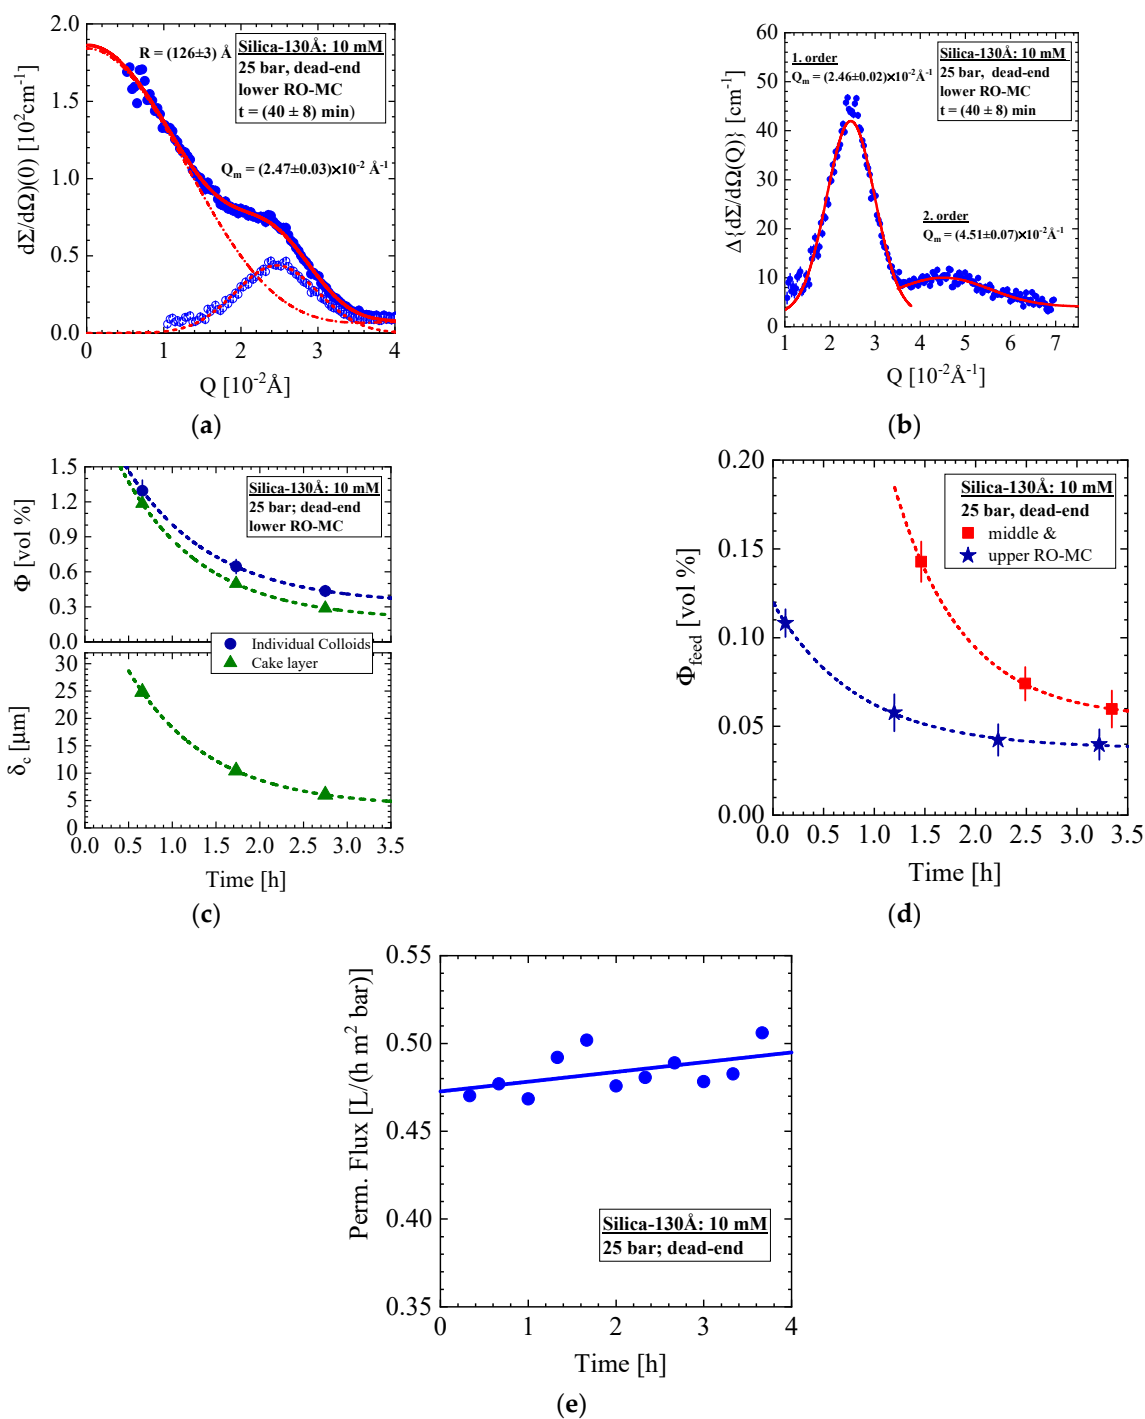 2.0
1.5
1.0
0.5
0.0
0
1
2
3
4
dΣ/dΩ)(0) [10²cm⁻¹]
Q [10⁻²Å]
R = (126±3) Å
Silica-130Å: 10 mM
25 bar, dead-end
lower RO-MC
t = (40 ± 8) min)
Qₘ = (2.47±0.03)×10⁻² Å⁻¹
(a)
60
50
40
30
20
10
0
1
2
3
4
5
6
7
Δ{dΣ/dΩ(Q)} [cm⁻¹]
Q [10⁻²Å⁻¹]
1. order
Qₘ = (2.46±0.02)×10⁻²Å⁻¹
Silica-130Å: 10 mM
25 bar, dead-end
lower RO-MC
t = (40 ± 8) min
2. order
Qₘ = (4.51±0.07)×10⁻²Å⁻¹
(b)
1.5
1.2
0.9
0.6
0.3
0.0
Φ [vol %]
Silica-130Å: 10 mM
25 bar; dead-end
lower RO-MC
Individual Colloids
Cake layer
30
25
20
15
10
5
0
δc [µm]
0.0 0.5 1.0 1.5 2.0 2.5 3.0 3.5
Time [h]
(c)
0.20
0.15
0.10
0.05
0.00
Φfeed [vol %]
Silica-130Å: 10 mM
25 bar, dead-end
middle &
upper RO-MC
0.0 0.5 1.0 1.5 2.0 2.5 3.0 3.5
Time [h]
(d)
0.55
0.50
0.45
0.40
0.35
Perm. Flux [L/(h m² bar)]
Silica-130Å: 10 mM
25 bar; dead-end
0
1
2
3
4
Time [h]
(e)